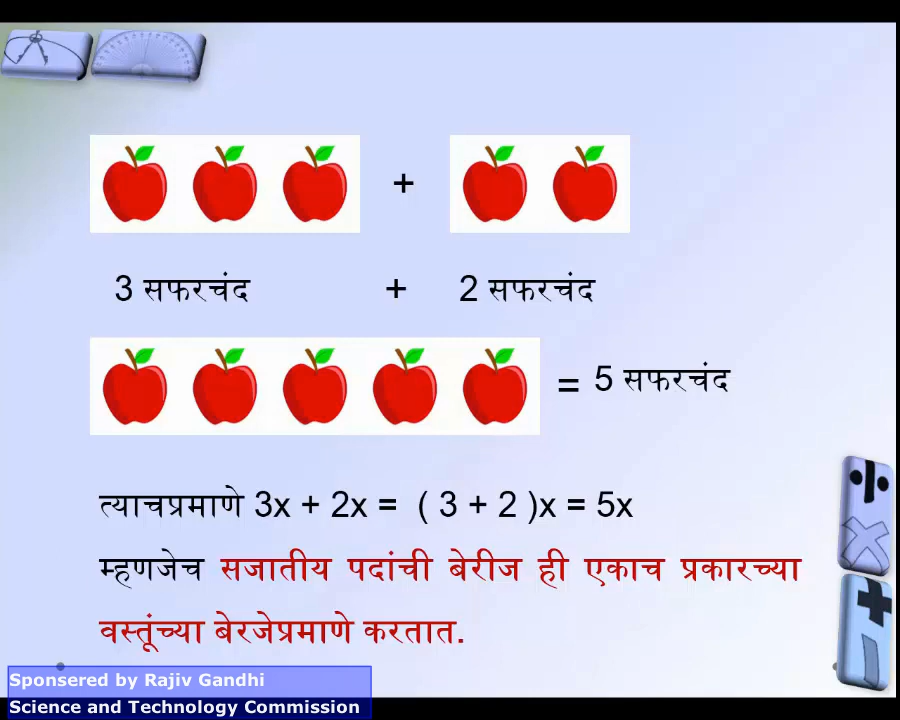 +
3 सफरचंद + 2 सफरचंद
= 5 सफरचंद
त्याचप्रमाणे 3x + 2x = ( 3 + 2 )x = 5x
म्हणजेच सजातीय पदांची बेरीज ही एकाच प्रकारच्या
वस्तूंच्या बेरजेप्रमाणे करतात.
Sponsered by Rajiv Gandhi
Science and Technology Commission